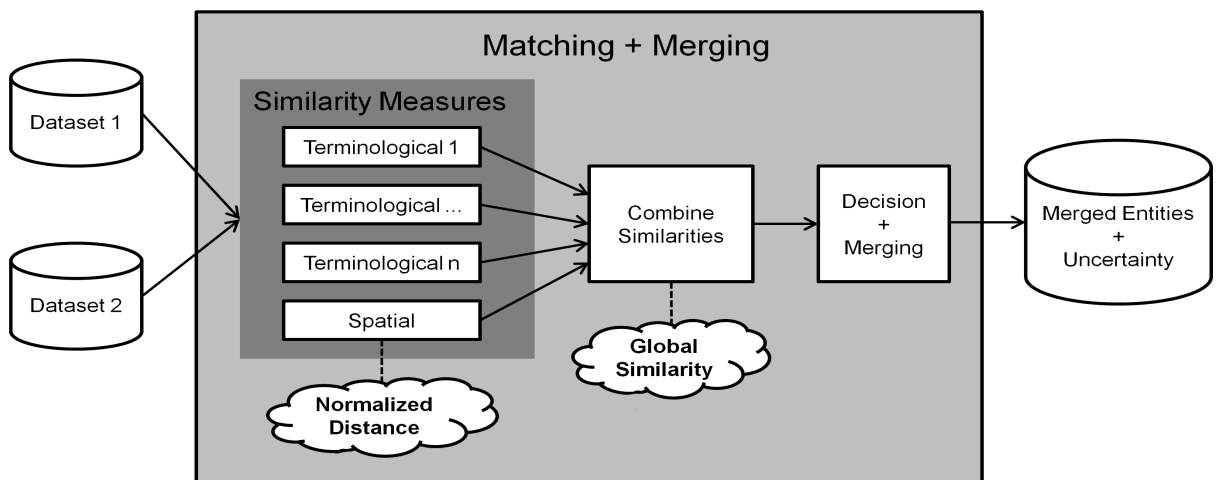 Matching + Merging
Dataset 1
Dataset 2
Similarity Measures
Terminological 1
Terminological ...
Terminological n
Spatial
Normalized
Distance
Combine
Similarities
Global
Similarity
Decision
+
Merging
Merged Entities
+
Uncertainty